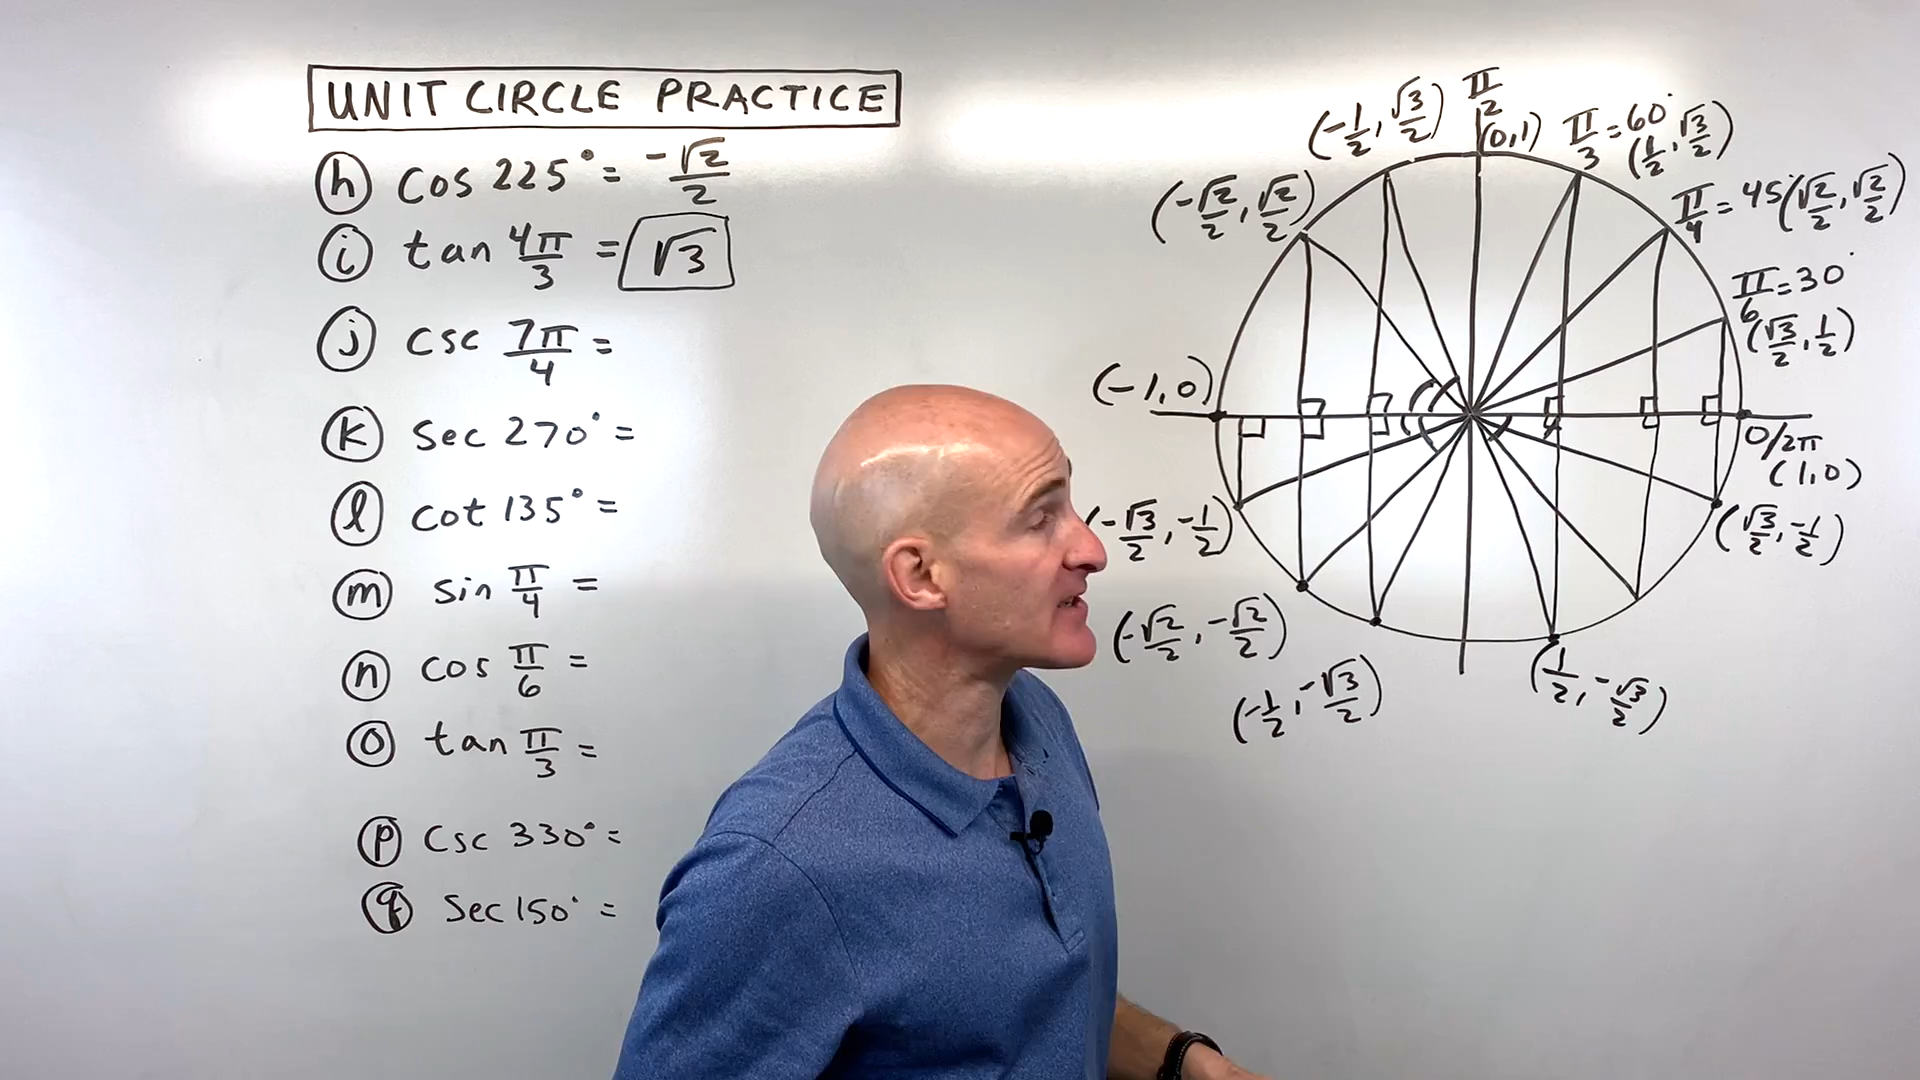 UNIT CIRCLE PRACTICE
(h) cos 225° = -√2/2
(i) tan 4π/3 = √3
(j) csc 7π/4 =
(k) sec 270° =
(l) cot 135° =
(m) sin π/4 =
(n) cos π/6 =
(o) tan π/3 =
(p) csc 330° =
(q) sec 150° =
π/2
(0,1)
(-1/2, √3/2)
π/3 = 60°
(1/2, √3/2)
(-√2/2, √2/2)
π/4 = 45° (√2/2, √2/2)
π/6 = 30°
(√3/2, 1/2)
(-1,0)
0/2π
(1,0)
(-√3/2, -1/2)
(√3/2, -1/2)
(-√2/2, -√2/2)
(-1/2, -√3/2)
(1/2, -√3/2)